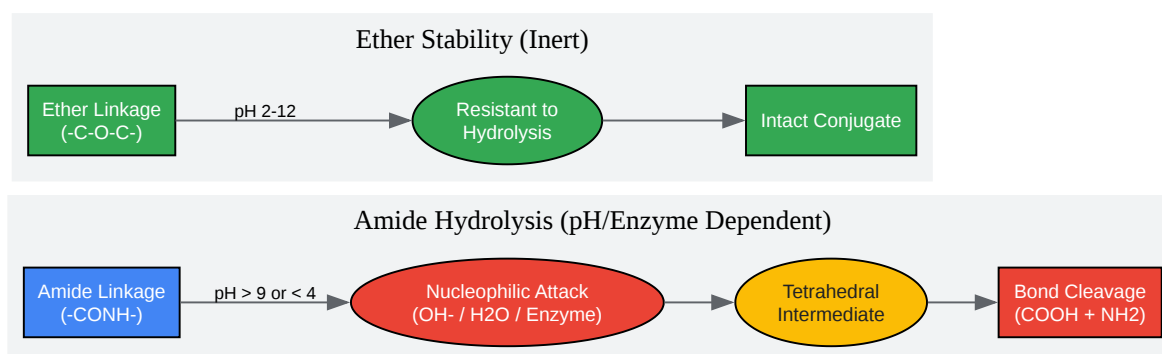 Ether Stability (Inert)
Ether Linkage
(-C-O-C-)
pH 2-12
Resistant to
Hydrolysis
Intact Conjugate
Amide Hydrolysis (pH/Enzyme Dependent)
Amide Linkage
(-CONH-)
pH > 9 or < 4
Nucleophilic Attack
(OH- / H2O / Enzyme)
Tetrahedral
Intermediate
Bond Cleavage
(COOH + NH2)